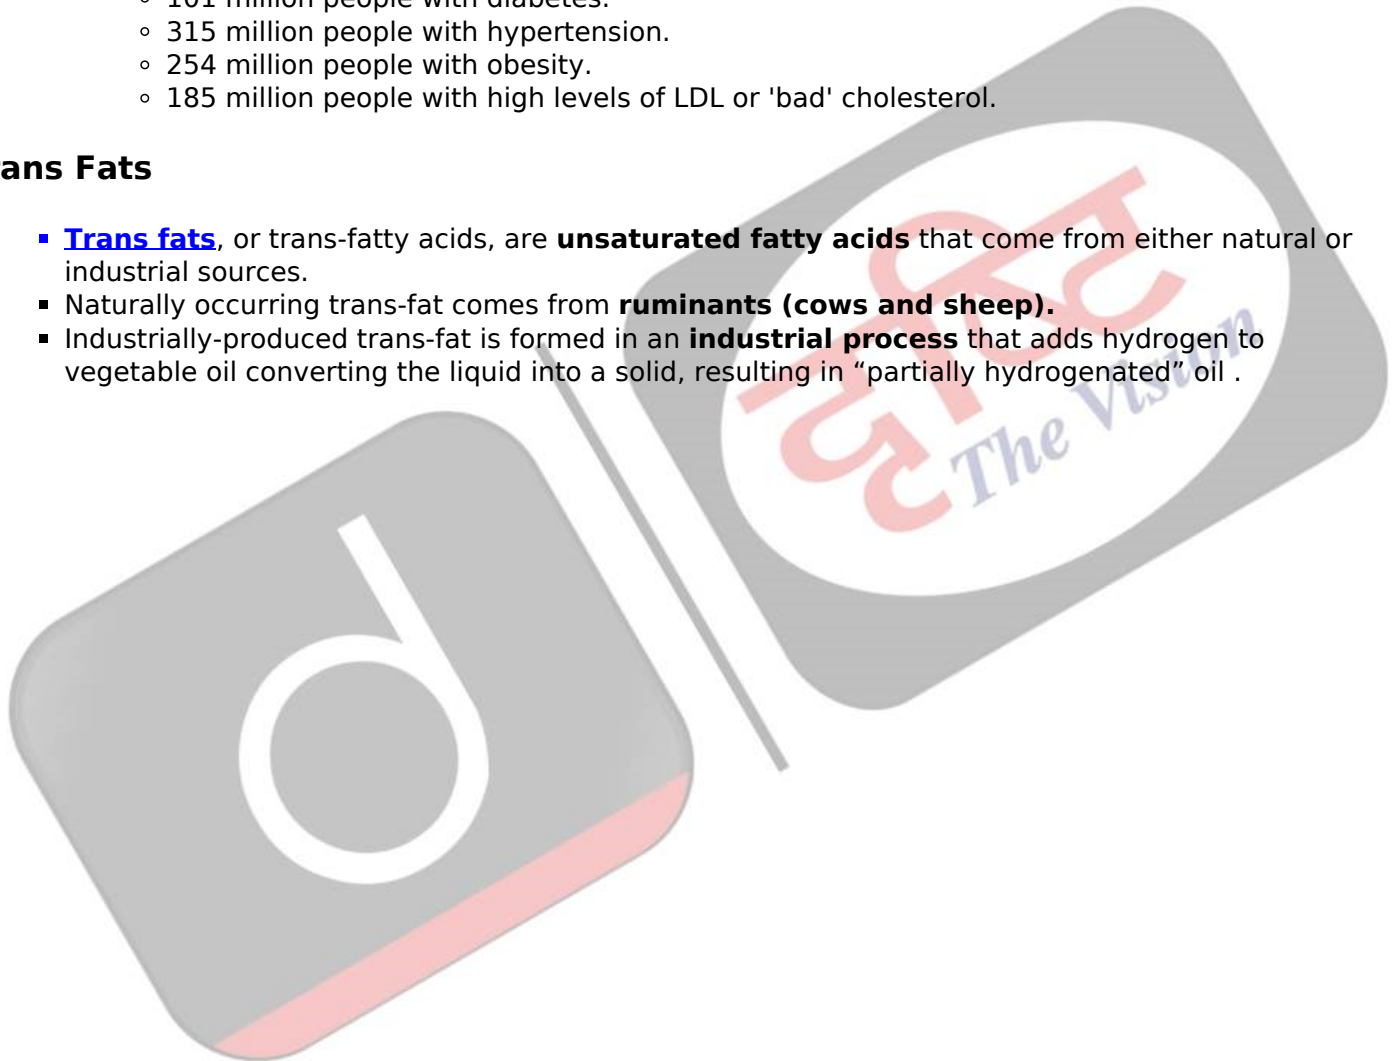 101 million people with diabetes.
315 million people with hypertension.
254 million people with obesity.
185 million people with high levels of LDL or 'bad' cholesterol.
ans Fats
Trans fats, or trans-fatty acids, are unsaturated fatty acids that come from either natural or
industrial sources.
Naturally occurring trans-fat comes from ruminants (cows and sheep).
Industrially-produced trans-fat is formed in an industrial process that adds hydrogen to
vegetable oil converting the liquid into a solid, resulting in “partially hydrogenated” oil .
दृष्टि
The Vision
d